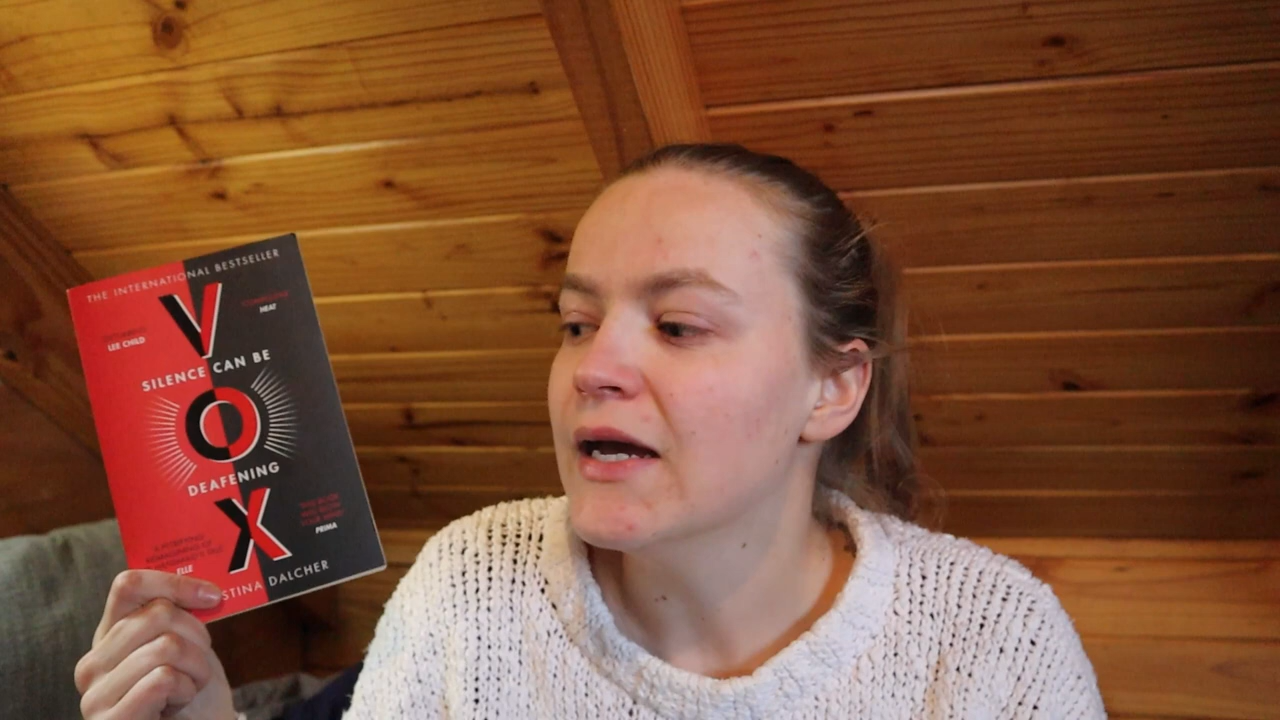 THE INTERNATIONAL BESTSELLER
V
HEAT
LEE CHILD
SILENCE CAN BE
O
DEAFENING
X
PRIMA
ELLE
STINA DALCHER